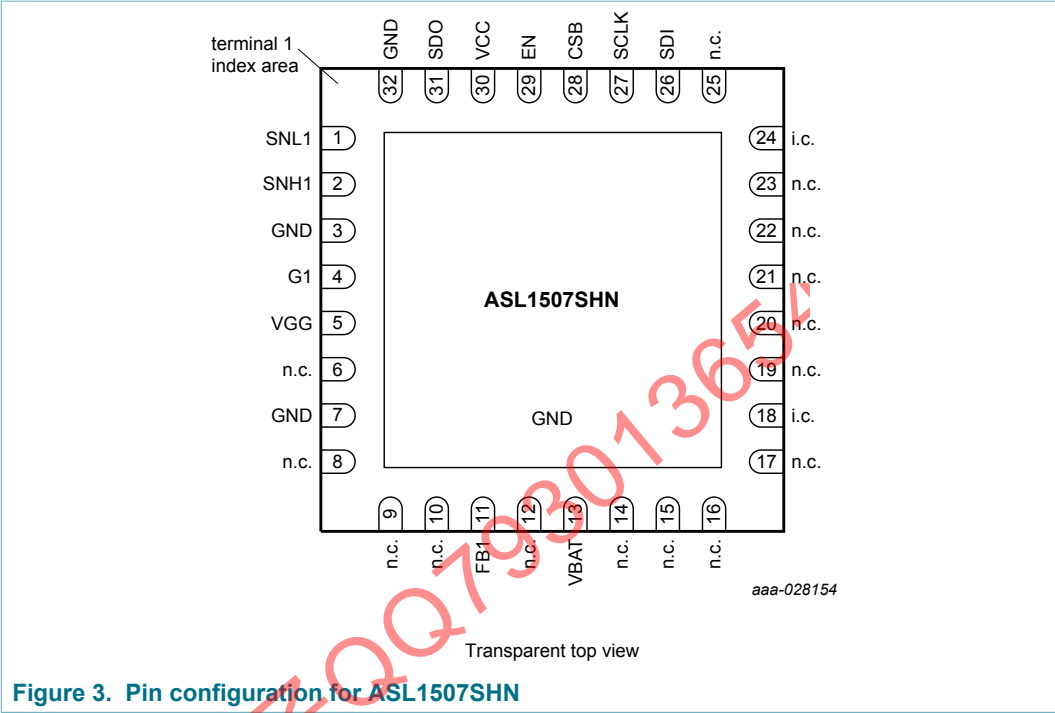 terminal 1
index area
GND
SDO
VCC
EN
CSB
SCLK
SDI
n.c.
32
31
30
29
28
27
26
25
SNL1 1
SNH1 2
GND 3
G1 4
VGG 5
n.c. 6
GND 7
n.c. 8
24 i.c.
23 n.c.
22 n.c.
21 n.c.
20 n.c.
19 n.c.
18 i.c.
17 n.c.
ASL1507SHN
GND
9
10
11
12
13
14
15
16
n.c.
n.c.
FB1
n.c.
VBAT
n.c.
n.c.
n.c.
aaa-028154
Transparent top view
Figure 3. Pin configuration for ASL1507SHN